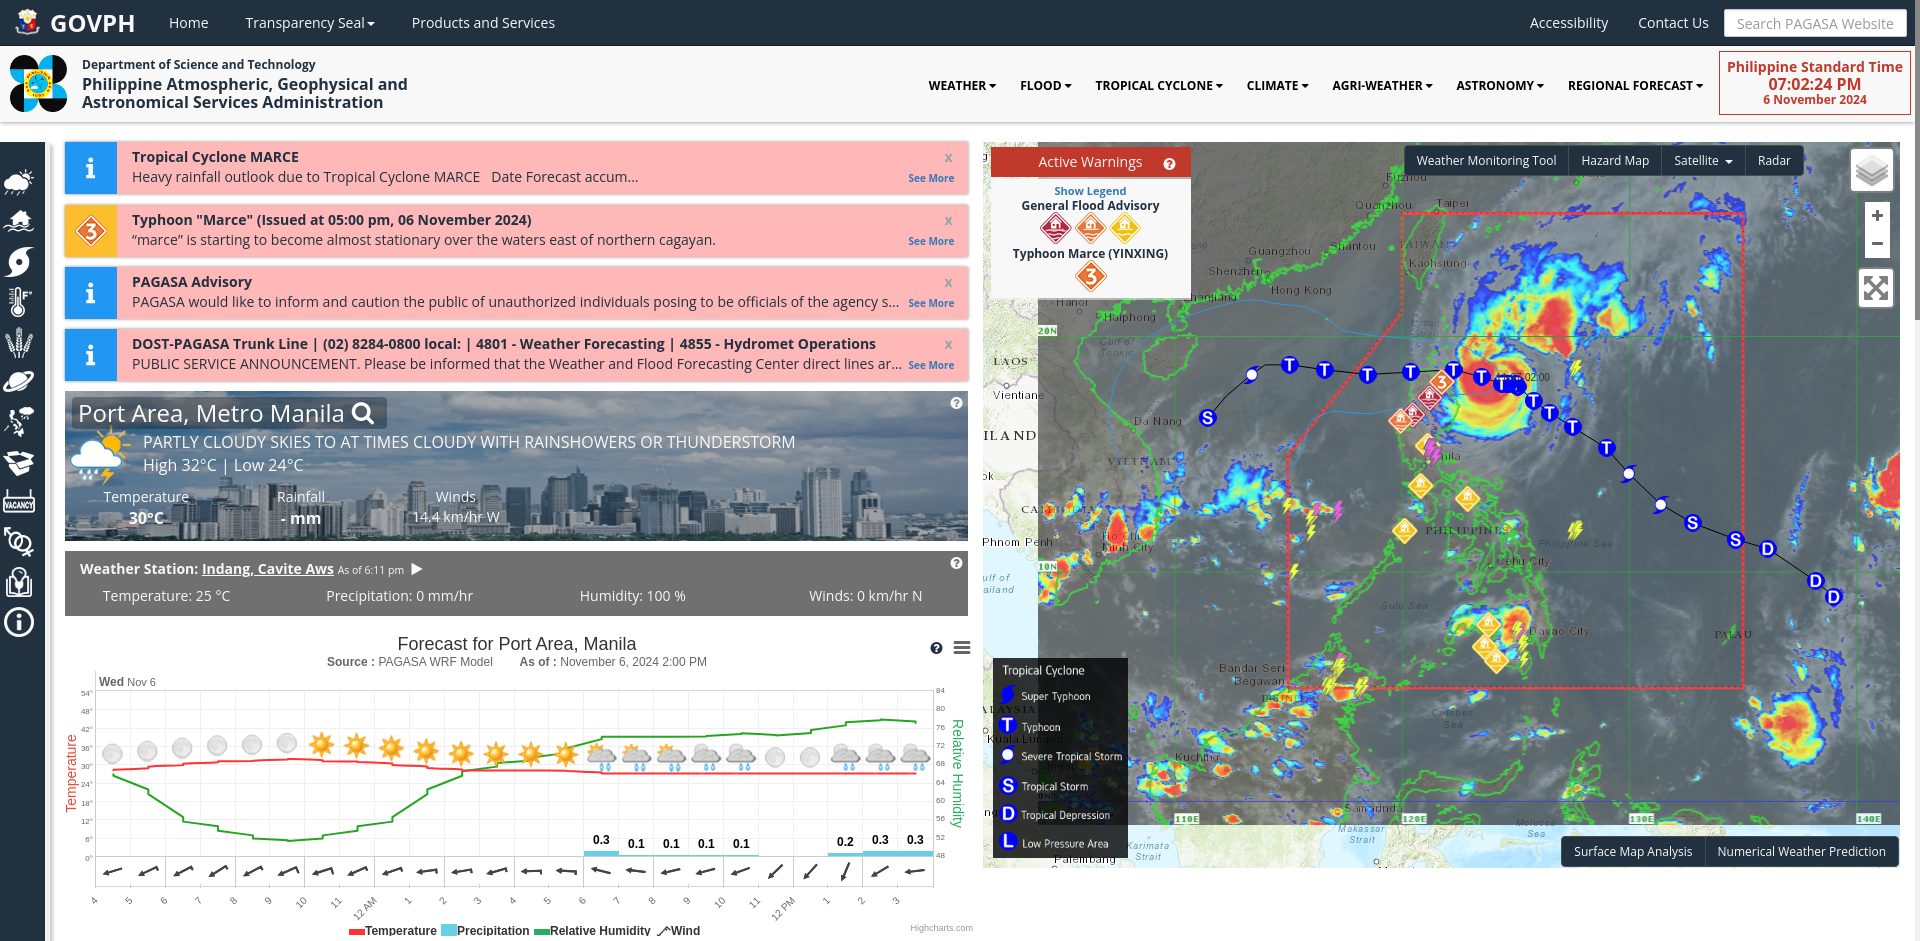 GOVPH
Home
Transparency Seal
Products and Services
Accessibility
Contact Us
Search PAGASA Website
Department of Science and Technology
Philippine Atmospheric, Geophysical and
Astronomical Services Administration
WEATHER
FLOOD
TROPICAL CYCLONE
CLIMATE
AGRI-WEATHER
ASTRONOMY
REGIONAL FORECAST
Philippine Standard Time
07:02:24 PM
6 November 2024
Tropical Cyclone MARCE
x
Heavy rainfall outlook due to Tropical Cyclone MARCE Date Forecast accum...
See More
3
Typhoon "Marce" (Issued at 05:00 pm, 06 November 2024)
x
“marce” is starting to become almost stationary over the waters east of northern cagayan.
See More
PAGASA Advisory
x
PAGASA would like to inform and caution the public of unauthorized individuals posing to be officials of the agency s...
See More
DOST-PAGASA Trunk Line | (02) 8284-0800 local: | 4801 - Weather Forecasting | 4855 - Hydromet Operations
x
PUBLIC SERVICE ANNOUNCEMENT. Please be informed that the Weather and Flood Forecasting Center direct lines ar...
See More
VACANCY
Port Area, Metro Manila
PARTLY CLOUDY SKIES TO AT TIMES CLOUDY WITH RAINSHOWERS OR THUNDERSTORM
High 32°C | Low 24°C
Temperature
Rainfall
Winds
30°C
- mm
14.4 km/hr W
Weather Station: Indang, Cavite Aws As of 6:11 pm
Temperature: 25 °C
Precipitation: 0 mm/hr
Humidity: 100 %
Winds: 0 km/hr N
Forecast for Port Area, Manila
Source : PAGASA WRF Model As of : November 6, 2024 2:00 PM
Wed Nov 6
Temperature
54°
48°
42°
36°
30°
24°
18°
12°
6°
0°
84
80
76
72
68
64
60
56
52
48
Relative Humidity
0.3
0.1
0.1
0.1
0.1
0.2
0.3
0.3
4
5
6
7
8
9
10
11
12 AM
1
2
3
4
5
6
7
8
9
10
11
12 PM
1
2
3
Temperature
Precipitation
Relative Humidity
Wind
Highcharts.com
Active Warnings
Show Legend
General Flood Advisory
Typhoon Marce (YINXING)
3
Weather Monitoring Tool
Hazard Map
Satellite
Radar
+
−
Fuzhou
Quanzhou
Taipei
TAIWAN
Kaohsiung
Guangzhou
Shantou
Shenzhen
Hong Kong
Zhanjiang
Hanoi
Haiphong
Gulf of
Tonkin
20N
LAOS
Vientiane
Da Nang
VIETNAM
Phnom Penh
Ho Chi
Minh City
10N
PHILIPPINES
Philippine Sea
Cebu City
Sulu Sea
Davao City
PALAU
Bandar Seri
Begawan
Celebes
Sea
Kuala Lumpur
Kuching
Samarinda
110E
120E
130E
140E
Makassar
Strait
Molucca
Sea
Karimata
Strait
Palembang
02:00
Tropical Cyclone
Super Typhoon
T Typhoon
Severe Tropical Storm
S Tropical Storm
D Tropical Depression
L Low Pressure Area
Surface Map Analysis
Numerical Weather Prediction